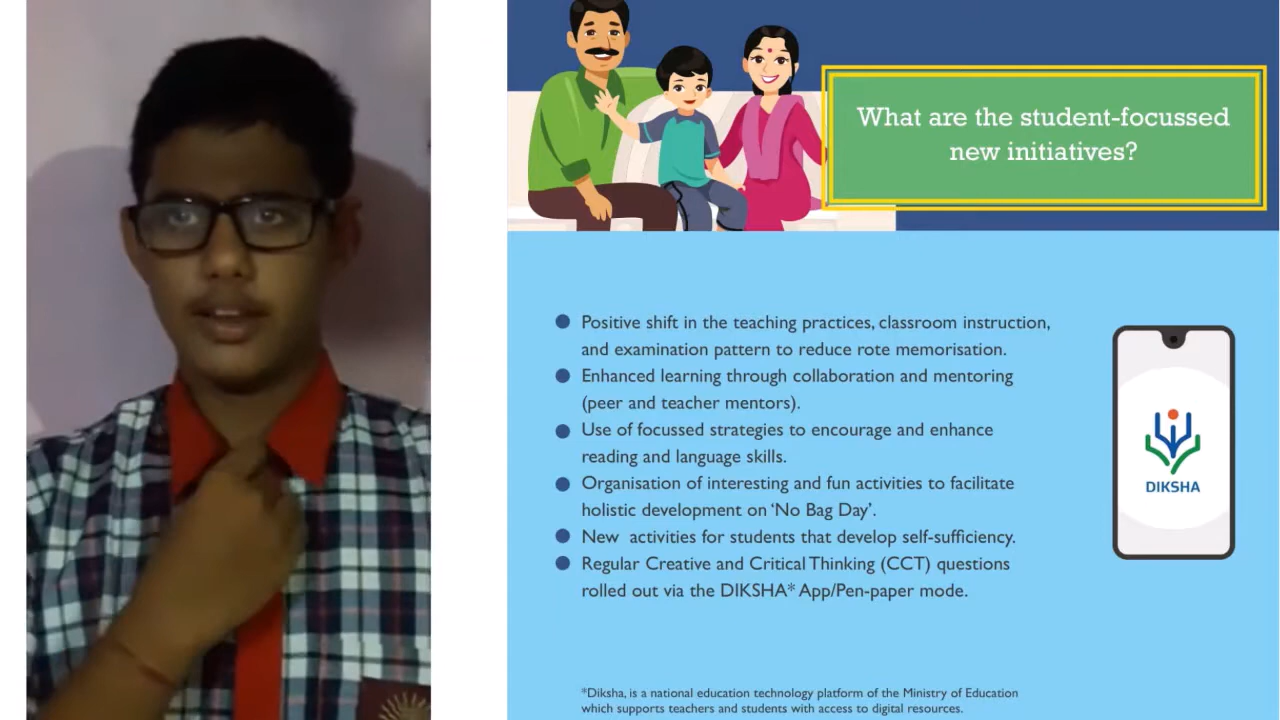 What are the student-focussed
new initiatives?
Positive shift in the teaching practices, classroom instruction,
and examination pattern to reduce rote memorisation.
Enhanced learning through collaboration and mentoring
(peer and teacher mentors).
Use of focussed strategies to encourage and enhance
reading and language skills.
Organisation of interesting and fun activities to facilitate
holistic development on ‘No Bag Day’.
New activities for students that develop self-sufficiency.
Regular Creative and Critical Thinking (CCT) questions
rolled out via the DIKSHA* App/Pen-paper mode.
DIKSHA
*Diksha, is a national education technology platform of the Ministry of Education
which supports teachers and students with access to digital resources.